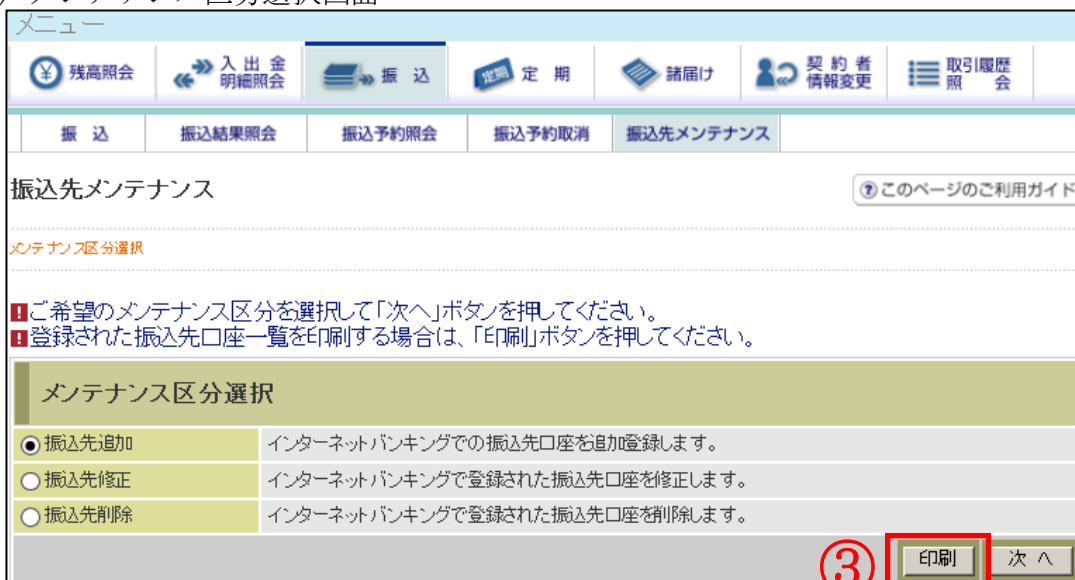 メニュー
残高照会 入出金明細照会 振込 定期 諸届け 契約者情報変更 取引履歴照会
振込 振込結果照会 振込予約照会 振込予約取消 振込先メンテナンス
振込先メンテナンス
このページのご利用ガイド
メンテナンス区分選択
ご希望のメンテナンス区分を選択して「次へ」ボタンを押してください。
登録された振込先口座一覧を印刷する場合は、「印刷」ボタンを押してください。
メンテナンス区分選択
振込先追加 インターネットバンキングでの振込先口座を追加登録します。
振込先修正 インターネットバンキングで登録された振込先口座を修正します。
振込先削除 インターネットバンキングで登録された振込先口座を削除します。
③ 印刷 次へ